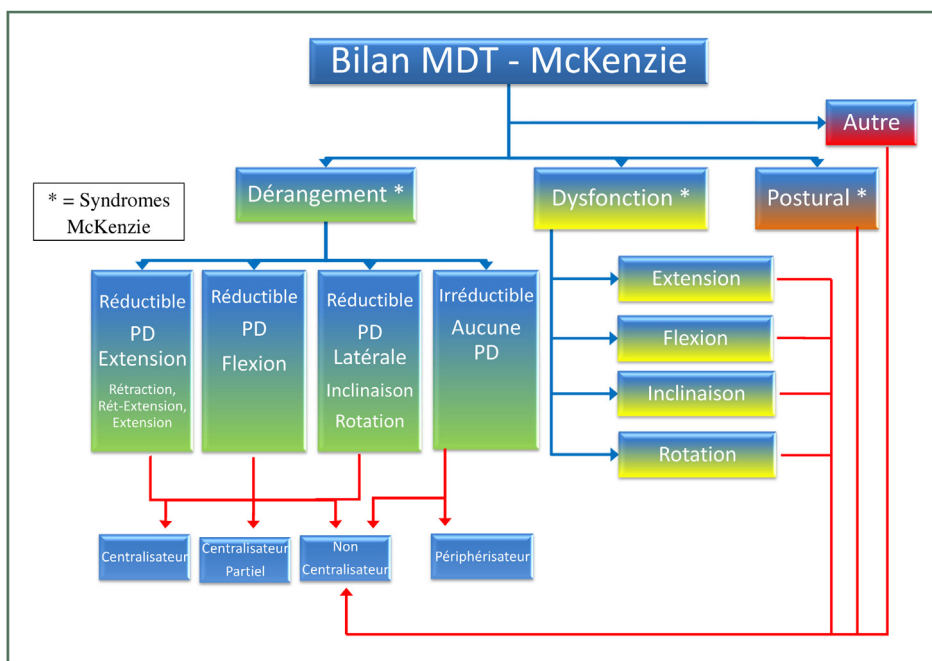 Bilan MDT - McKenzie
Autre
* = Syndromes
McKenzie
Dérangement *
Dysfonction *
Postural *
Réductible
PD
Extension
Rétraction,
Rét-Extension,
Extension
Réductible
PD
Flexion
Réductible
PD
Latérale
Inclinaison
Rotation
Irréductible
Aucune
PD
Extension
Flexion
Inclinaison
Rotation
Centralisateur
Centralisateur
Partiel
Non
Centralisateur
Périphérisateur